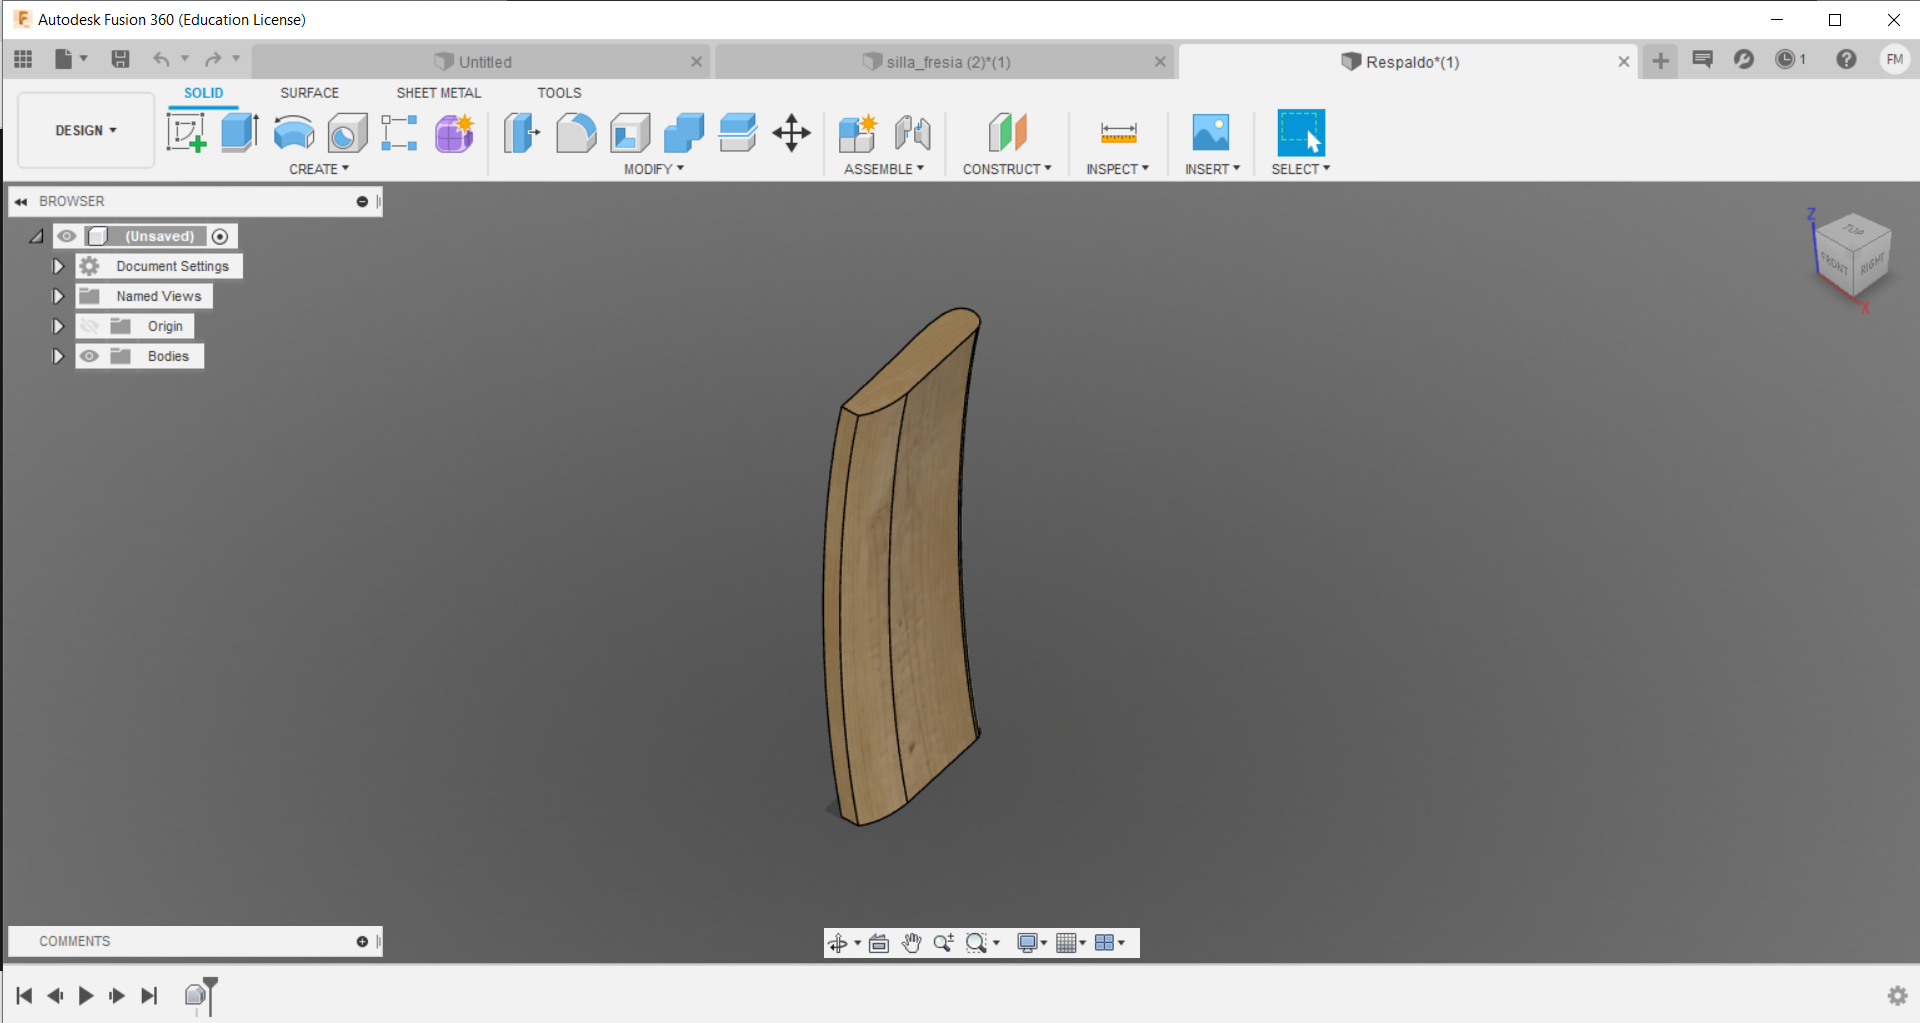 Autodesk Fusion 360 (Education License)
Untitled
silla_fresia (2)*(1)
Respaldo*(1)
1
FM
SOLID
SURFACE
SHEET METAL
TOOLS
DESIGN
CREATE
MODIFY
ASSEMBLE
CONSTRUCT
INSPECT
INSERT
SELECT
BROWSER
(Unsaved)
Document Settings
Named Views
Origin
Bodies
Z
TOP
FRONT
RIGHT
X
COMMENTS